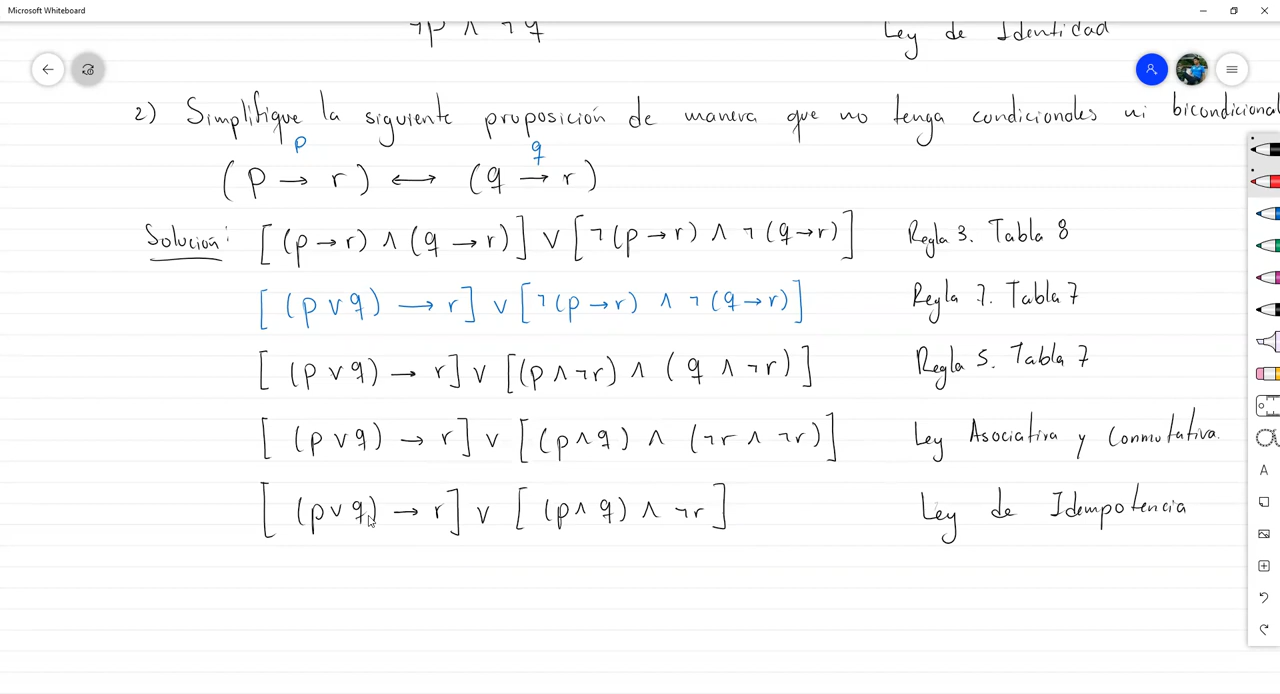 Microsoft Whiteboard
¬p ∧ ¬q Ley de Identidad
2) Simplifique la siguiente proposición de manera que no tenga condicionales ni bicondicional
p q
(p → r) ↔ (q → r)
Solución: [(p → r) ∧ (q → r)] ∨ [¬(p → r) ∧ ¬(q → r)] Regla 3. Tabla 8
[(p ∨ q) → r] ∨ [¬(p → r) ∧ ¬(q → r)] Regla 7. Tabla 7
[(p ∨ q) → r] ∨ [(p ∧ ¬r) ∧ (q ∧ ¬r)] Regla 5. Tabla 7
[(p ∨ q) → r] ∨ [(p ∧ q) ∧ (¬r ∧ ¬r)] Ley Asociativa y Conmutativa.
[(p ∨ q) → r] ∨ [(p ∧ q) ∧ ¬r] Ley de Idempotencia